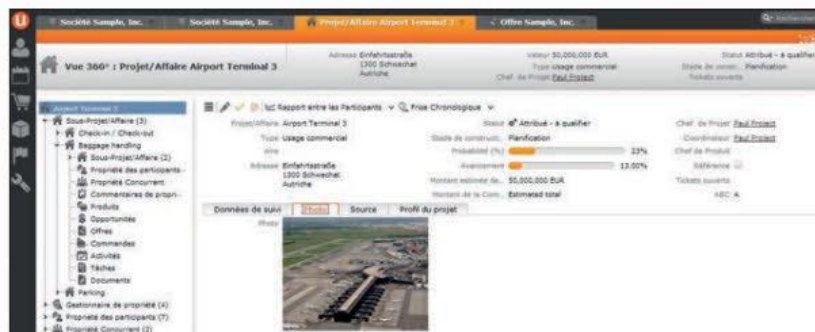 Société Sample, Inc.
Société Sample, Inc.
Projet/Affaire Airport Terminal 3
Offre Sample, Inc.
Vue 360° : Projet/Affaire Airport Terminal 3
Adresse Einfahrtsstraße
1300 Schwechat
Autriche
Valeur 50,000,000 EUR
Type Usage commercial
Chef de Projet Paul Project
Statut Attribué - à qualifier
Stade de constr... Planification
Tickets ouverts
Airport Terminal 3
Sous-Projet/Affaire (3)
Check-in / Check-out
Baggage handling
Sous-Projet/Affaire (2)
Propriété des participants
Propriété Concurrent
Commentaires de propri...
Produits
Opportunités
Offres
Commandes
Activités
Tâches
Documents
Parking
Gestionnaire de propriété (4)
Propriété des participants (7)
Propriété Concurrent (2)
Rapport entre les Participants
Frise Chronologique
Projet/Affaire Airport Terminal 3
Type Usage commercial
Adresse Einfahrtsstraße
1300 Schwechat
Autriche
Statut Attribué - à qualifier
Stade de construct.. Planification
Probabilité (%) 33%
Avancement 13.00%
Montant estimée de.. 50,000,000 EUR
Montant de la Com.. Estimated total
Chef de Projet Paul Project
Coordinateur Paul Project
Chef de Produit
Référence
Tickets ouverts
ABC A
Données de suivi
Photo
Source
Profil du projet
Photo